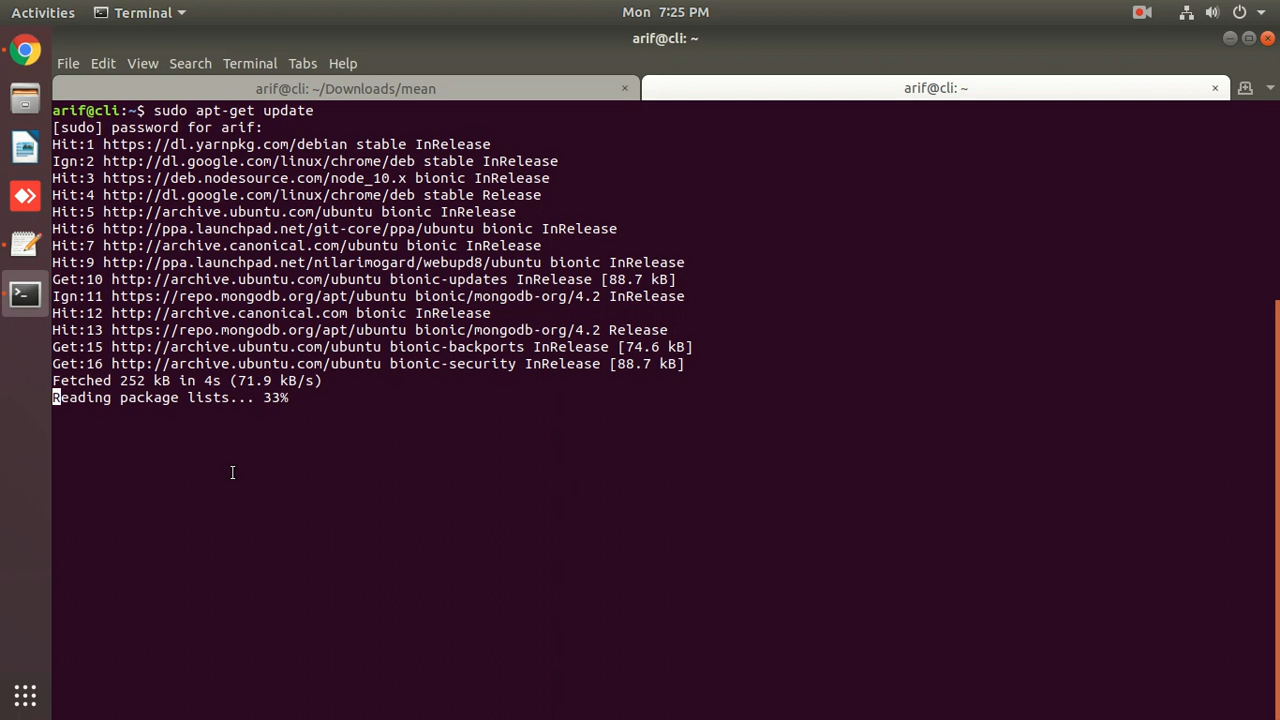 Activities Terminal Mon 7:25 PM
arif@cli: ~
File Edit View Search Terminal Help
arif@cli: ~/Downloads/mean × arif@cli: ~ ×
arif@cli:~$ sudo apt-get update
[sudo] password for arif:
Hit:1 https://dl.yarnpkg.com/debian stable InRelease
Ign:2 http://dl.google.com/linux/chrome/deb stable InRelease
Hit:3 https://deb.nodesource.com/node_10.x bionic InRelease
Hit:4 http://dl.google.com/linux/chrome/deb stable Release
Hit:5 http://archive.ubuntu.com/ubuntu bionic InRelease
Hit:6 http://ppa.launchpad.net/git-core/ppa/ubuntu bionic InRelease
Hit:7 http://archive.canonical.com/ubuntu bionic InRelease
Hit:9 http://ppa.launchpad.net/nilarimogard/webupd8/ubuntu bionic InRelease
Get:10 http://archive.ubuntu.com/ubuntu bionic-updates InRelease [88.7 kB]
Ign:11 https://repo.mongodb.org/apt/ubuntu bionic/mongodb-org/4.2 InRelease
Hit:12 http://archive.canonical.com bionic InRelease
Hit:13 https://repo.mongodb.org/apt/ubuntu bionic/mongodb-org/4.2 Release
Get:15 http://archive.ubuntu.com/ubuntu bionic-backports InRelease [74.6 kB]
Get:16 http://archive.ubuntu.com/ubuntu bionic-security InRelease [88.7 kB]
Fetched 252 kB in 4s (71.9 kB/s)
Reading package lists... 33%